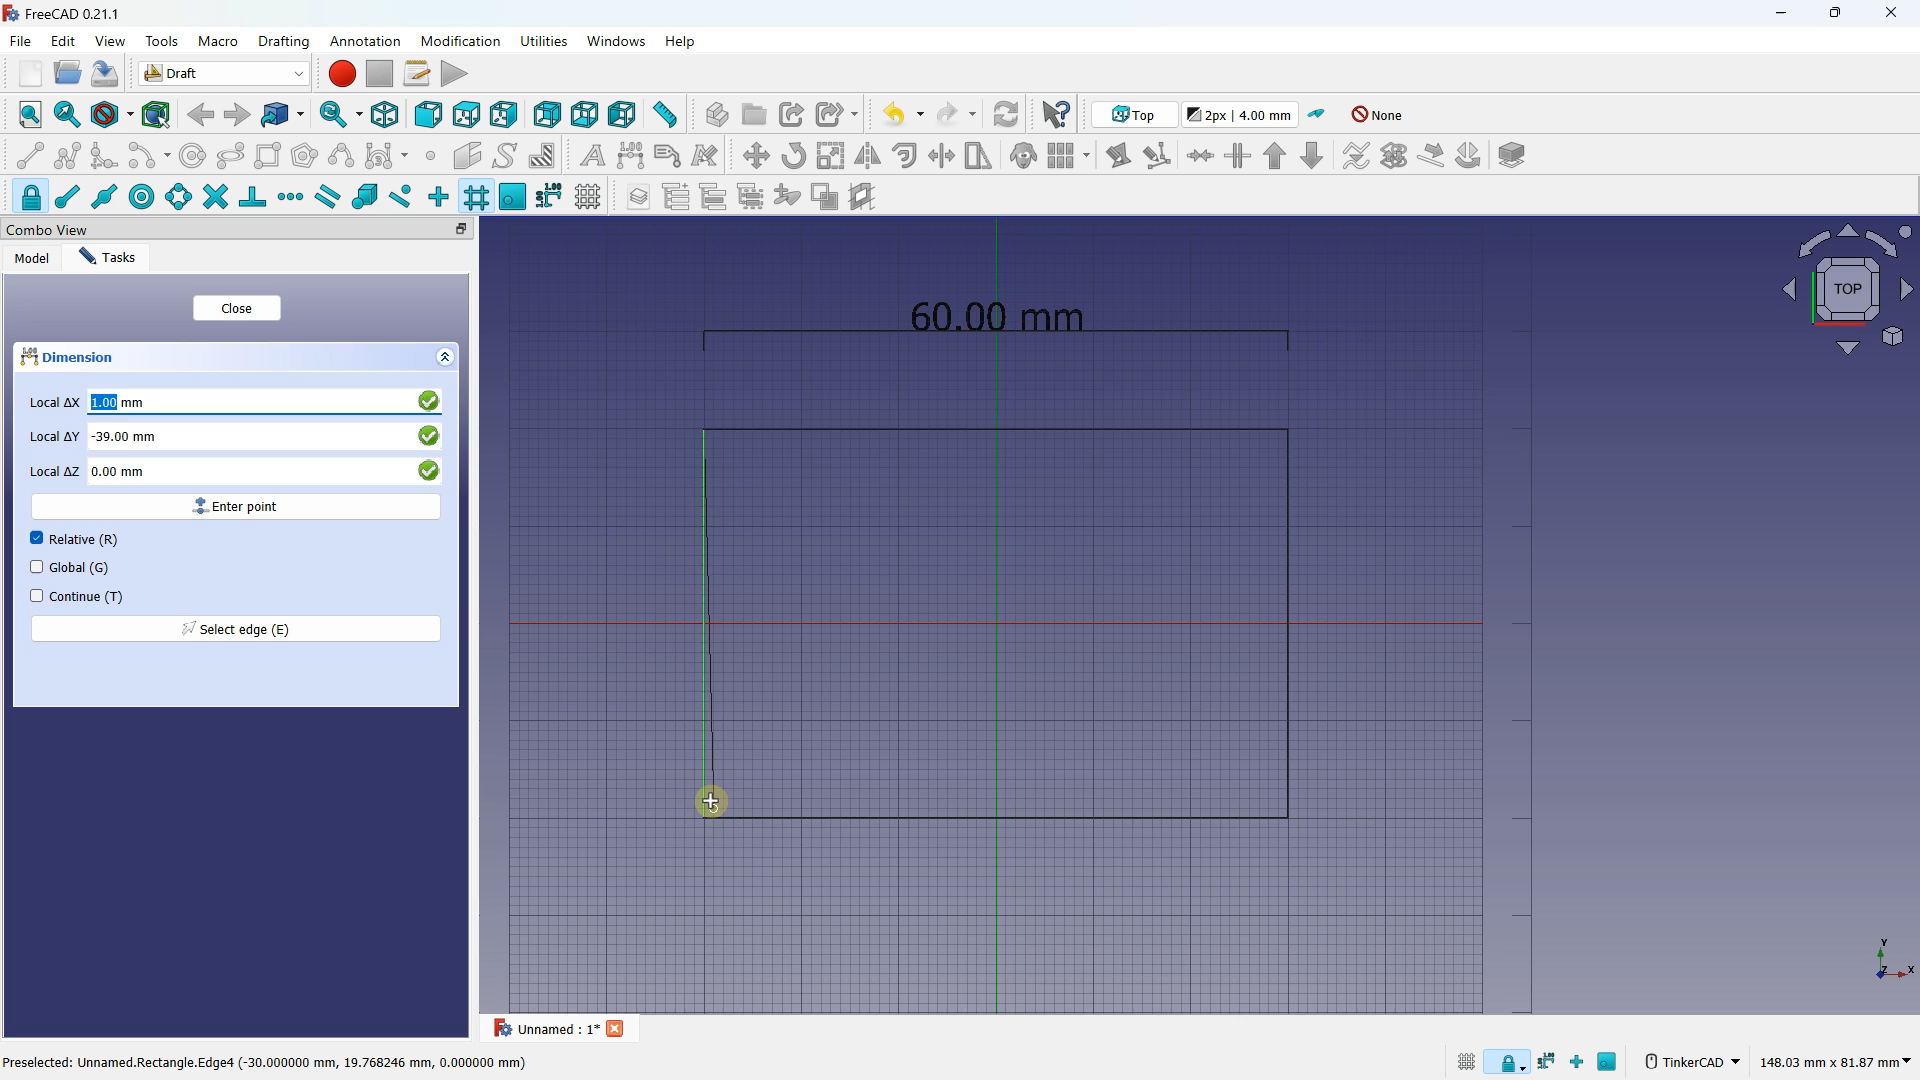 FreeCAD 0.21.1
File Edit View Tools Macro Drafting Annotation Modification Utilities Windows Help
Draft
Top 2px | 4.00 mm None
Combo View
Model Tasks
Close
Dimension
Local ΔX 1.00 mm
Local ΔY -39.00 mm
Local ΔZ 0.00 mm
Enter point
Relative (R)
Global (G)
Continue (T)
Select edge (E)
60.00 mm
TOP
Y
Z X
Unnamed : 1*
Preselected: Unnamed.Rectangle.Edge4 (-30.000000 mm, 19.768246 mm, 0.000000 mm)
TinkerCAD 148.03 mm x 81.87 mm